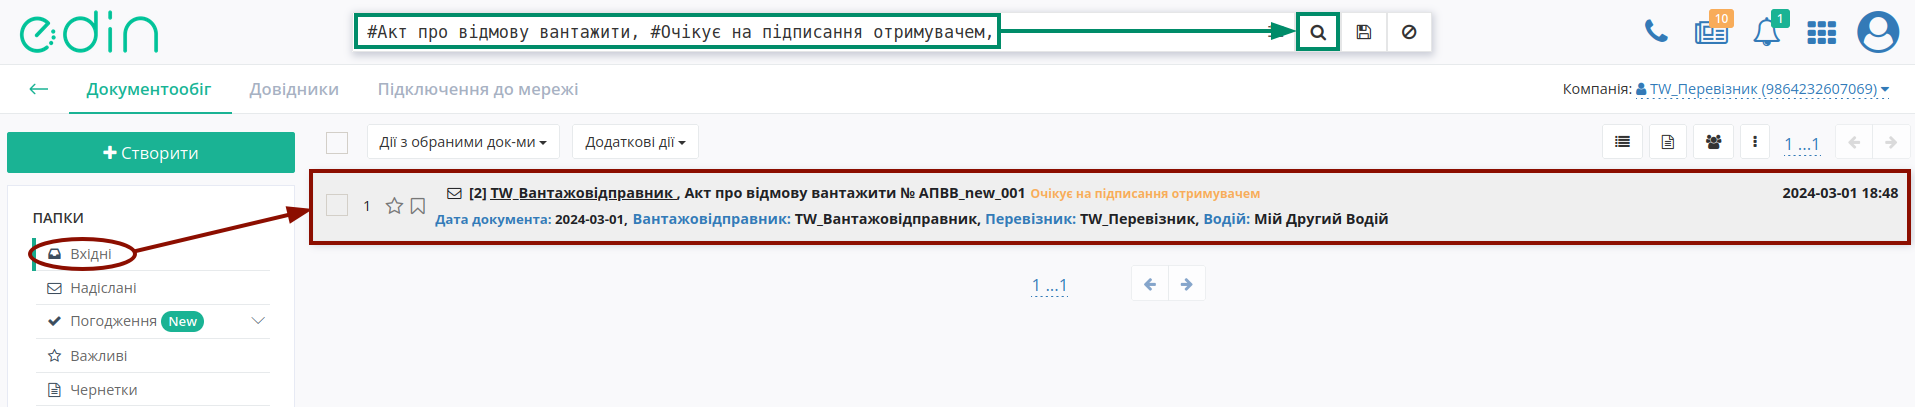 edin
#Акт про відмову вантажити, #Очікує на підписання отримувачем,
10
1
Документообіг Довідники Підключення до мережі
Компанія: TW_Перевізник (9864232607069)
Створити
Дії з обраними док-ми Додаткові дії
1 ...1
ПАПКИ
Вхідні
Надіслані
Погодження New
Важливі
Чернетки
1 [2] TW_Вантажовідправник , Акт про відмову вантажити № АПВВ_new_001 Очікує на підписання отримувачем 2024-03-01 18:48
Дата документа: 2024-03-01, Вантажовідправник: TW_Вантажовідправник, Перевізник: TW_Перевізник, Водій: Мій Другий Водій
1 ...1